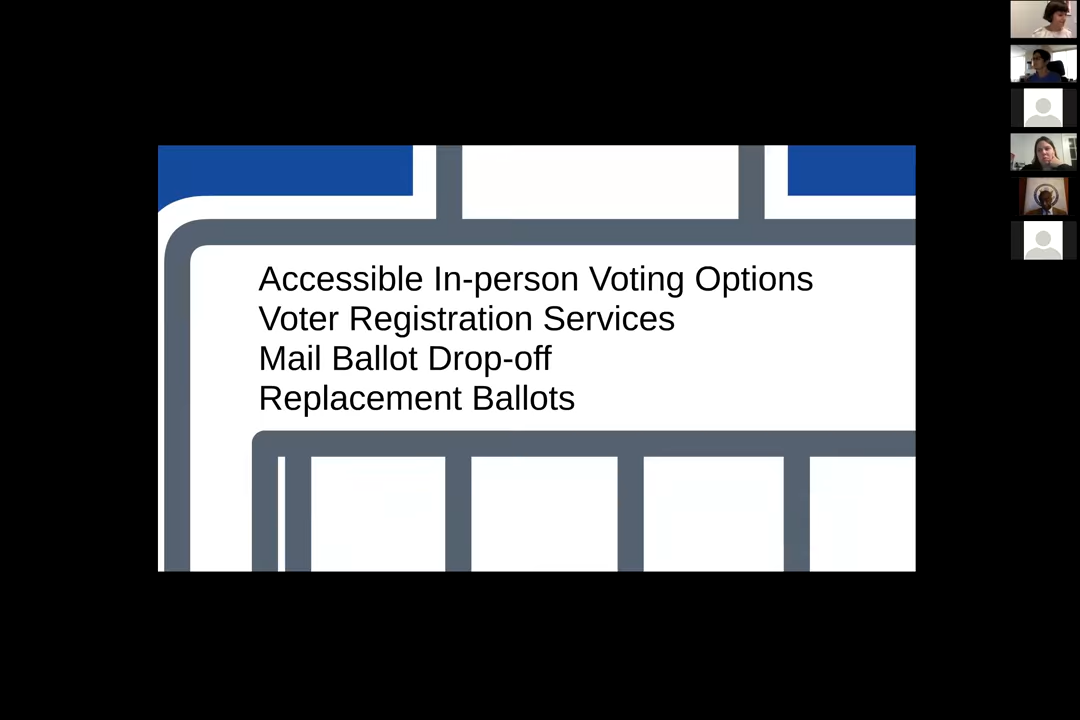 Accessible In-person Voting Options
Voter Registration Services
Mail Ballot Drop-off
Replacement Ballots